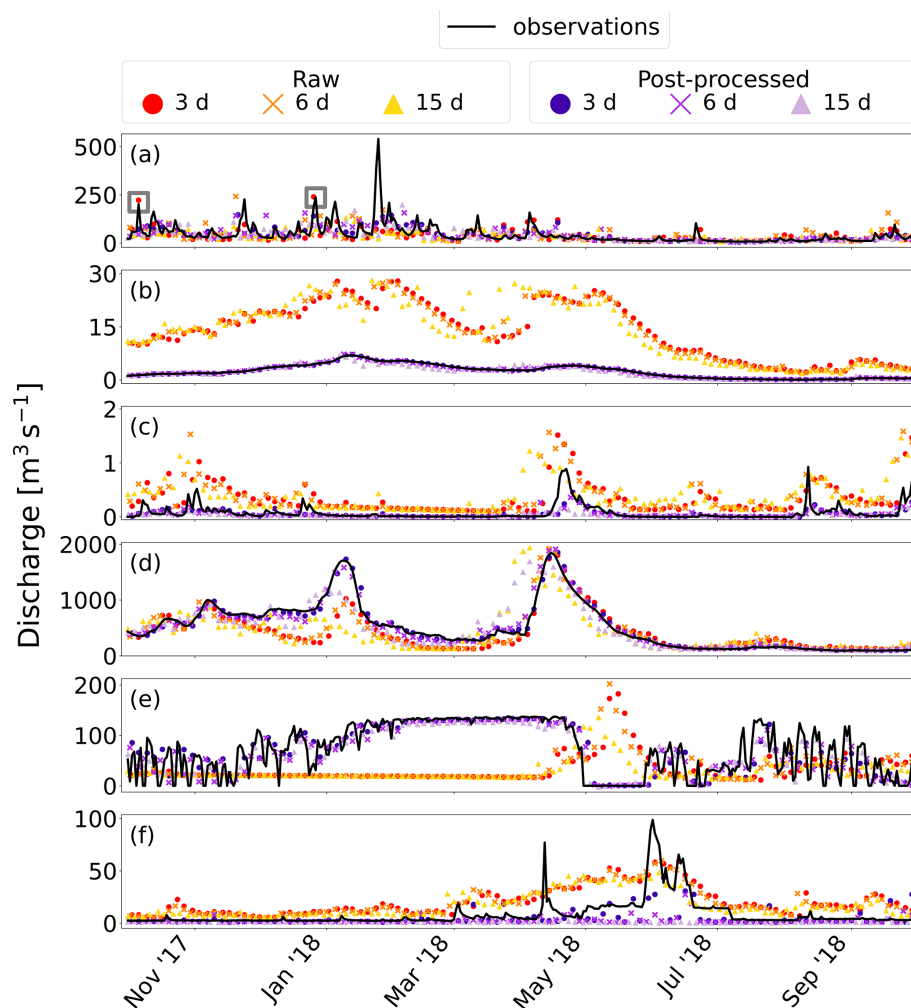 observations
Raw
3 d 6 d 15 d
Post-processed
3 d 6 d 15 d
Discharge [m³ s⁻¹]
(a)
500
250
0
(b)
30
15
0
(c)
2
1
0
(d)
2000
1000
0
(e)
200
100
0
(f)
100
50
0
Nov '17 Jan '18 Mar '18 May '18 Jul '18 Sep '18